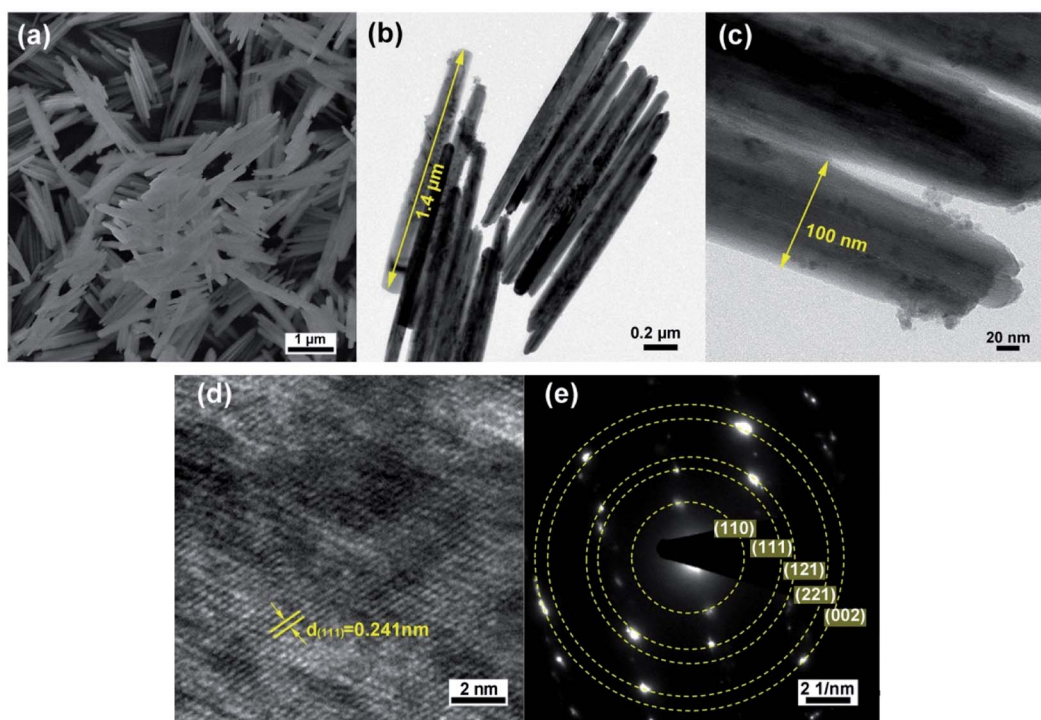 (a)
1 μm
(b)
1.4 μm
0.2 μm
(c)
100 nm
20 nm
(d)
d(111)=0.241nm
2 nm
(e)
(110)
(111)
(121)
(221)
(002)
2 1/nm